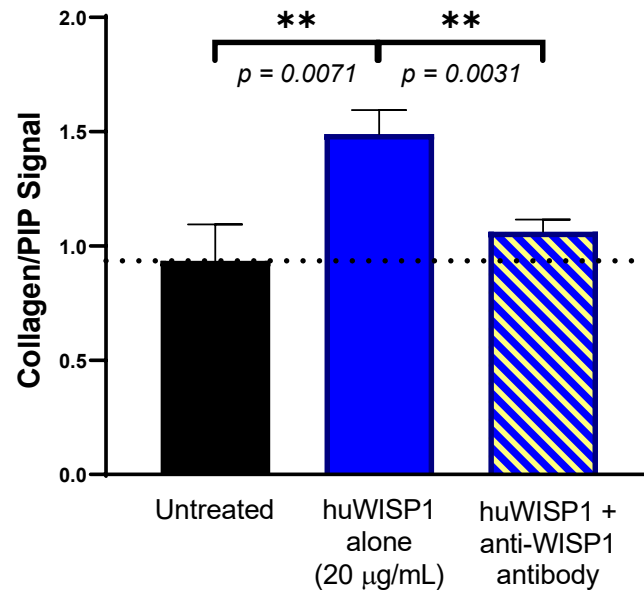 Collagen/PIP Signal
2.0
1.5
1.0
0.5
0.0
** **
p = 0.0071 p = 0.0031
Untreated
huWISP1
alone
(20 μg/mL)
huWISP1 +
anti-WISP1
antibody